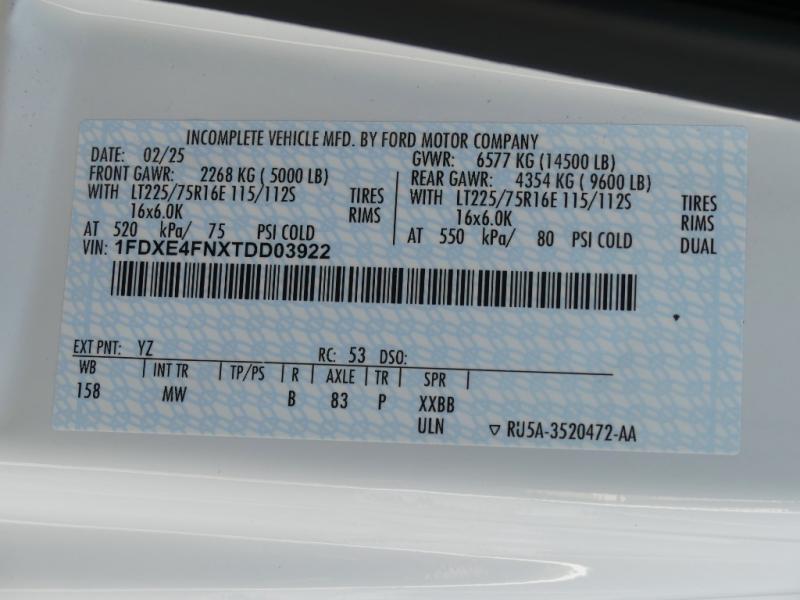 INCOMPLETE VEHICLE MFD. BY FORD MOTOR COMPANY
DATE: 02/25 GVWR: 6577 KG (14500 LB)
FRONT GAWR: 2268 KG (5000 LB) REAR GAWR: 4354 KG (9600 LB)
WITH LT225/75R16E 115/112S TIRES WITH LT225/75R16E 115/112S TIRES
16x6.0K RIMS 16x6.0K RIMS
AT 520 kPa/ 75 PSI COLD AT 550 kPa/ 80 PSI COLD DUAL
VIN: 1FDXE4FNXTDD03922
EXT PNT: YZ RC: 53 DSO:
WB INT TR TP/PS R AXLE TR SPR
158 MW B 83 P XXBB
ULN RU5A-3520472-AA